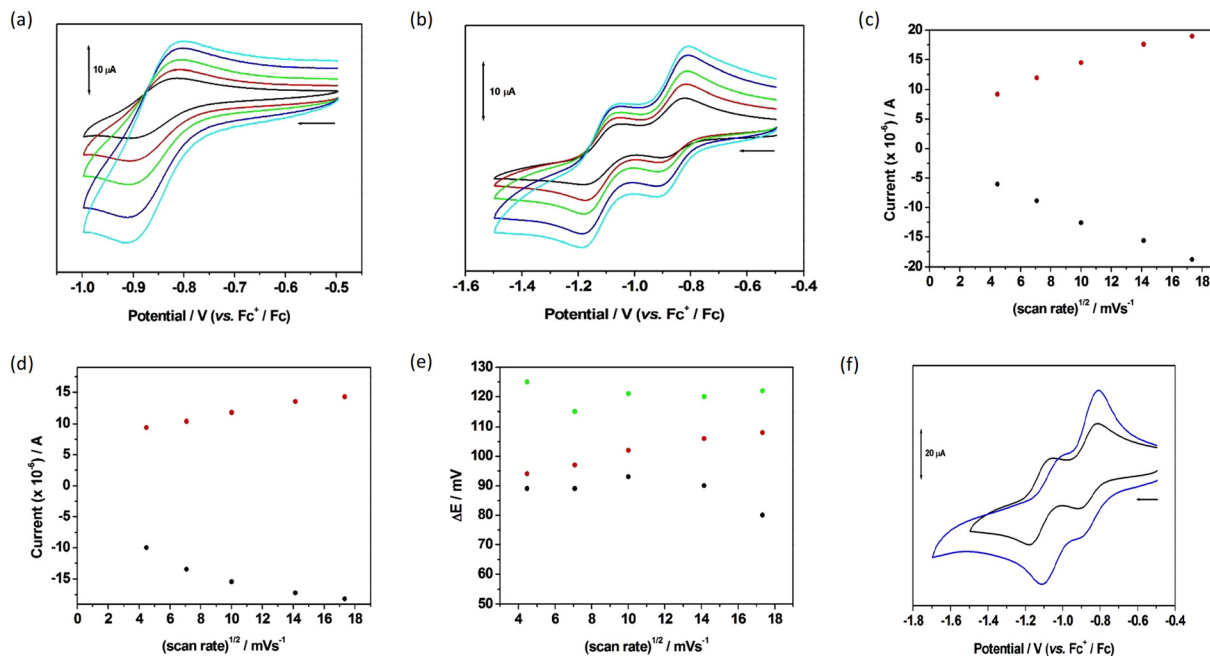 (a)
10 μA
-1.0 -0.9 -0.8 -0.7 -0.6 -0.5
Potential / V (vs. Fc⁺ / Fc)
(b)
10 μA
-1.6 -1.4 -1.2 -1.0 -0.8 -0.6 -0.4
Potential / V (vs. Fc⁺ / Fc)
(c)
Current (x 10⁻⁶) / A
20
15
10
5
0
-5
-10
-15
-20
0 2 4 6 8 10 12 14 16 18
(scan rate)¹/² / mVs⁻¹
(d)
Current (x 10⁻⁶) / A
15
10
5
0
-5
-10
-15
0 2 4 6 8 10 12 14 16 18
(scan rate)¹/² / mVs⁻¹
(e)
ΔE / mV
130
120
110
100
90
80
70
60
50
4 6 8 10 12 14 16 18
(scan rate)¹/² / mVs⁻¹
(f)
20 μA
-1.8 -1.6 -1.4 -1.2 -1.0 -0.8 -0.6 -0.4
Potential / V (vs. Fc⁺ / Fc)